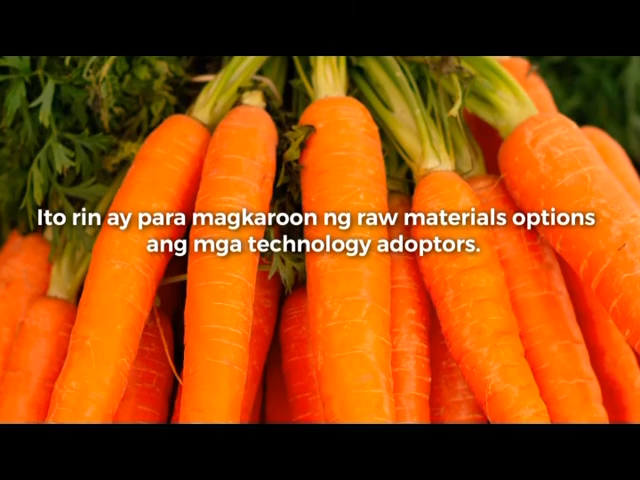 Ito rin ay para magkaroon ng raw materials options
ang mga technology adoptors.